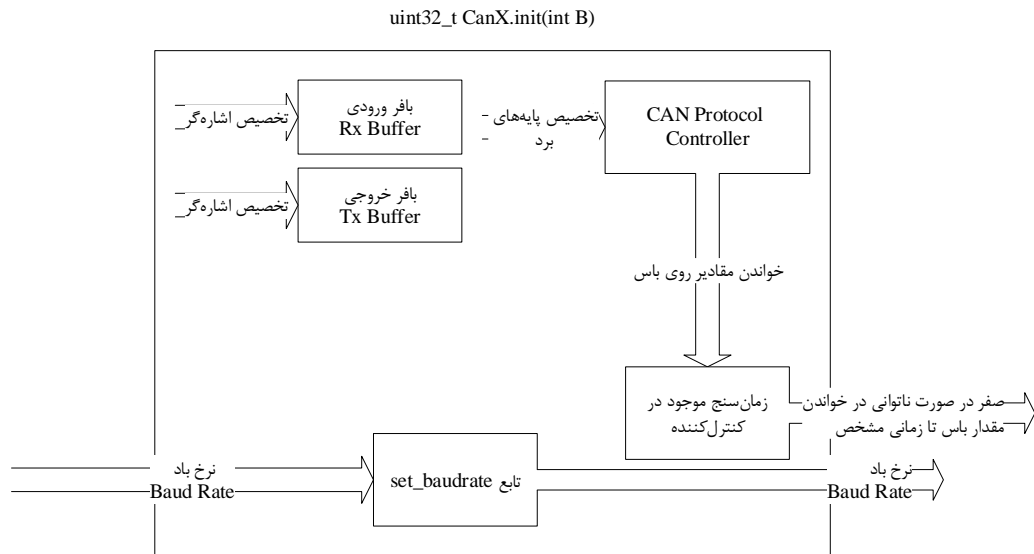 uint32_t CanX.init(int B)
تخصیص اشاره‌گر
بافر ورودی
Rx Buffer
تخصیص پایه‌های
برد
CAN Protocol
Controller
تخصیص اشاره‌گر
بافر خروجی
Tx Buffer
خواندن مقادیر روی باس
زمان‌سنج موجود در
کنترل‌کننده
صفر در صورت ناتوانی در خواندن
مقدار باس تا زمانی مشخص
نرخ باد
Baud Rate
تابع set_baudrate
نرخ باد
Baud Rate